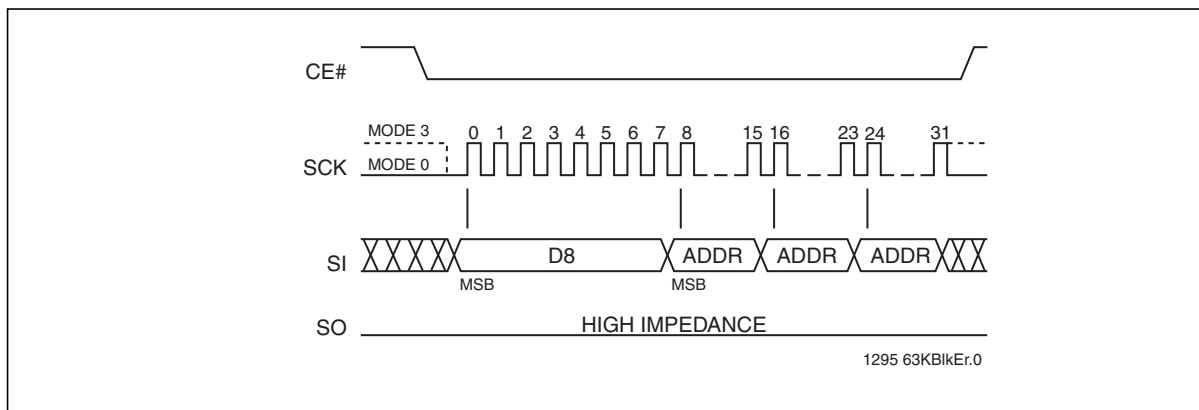 CE#
MODE 3
0 1 2 3 4 5 6 7 8 15 16 23 24 31
SCK
MODE 0
SI
D8 ADDR ADDR ADDR
MSB MSB
SO
HIGH IMPEDANCE
1295 63KBlkEr.0